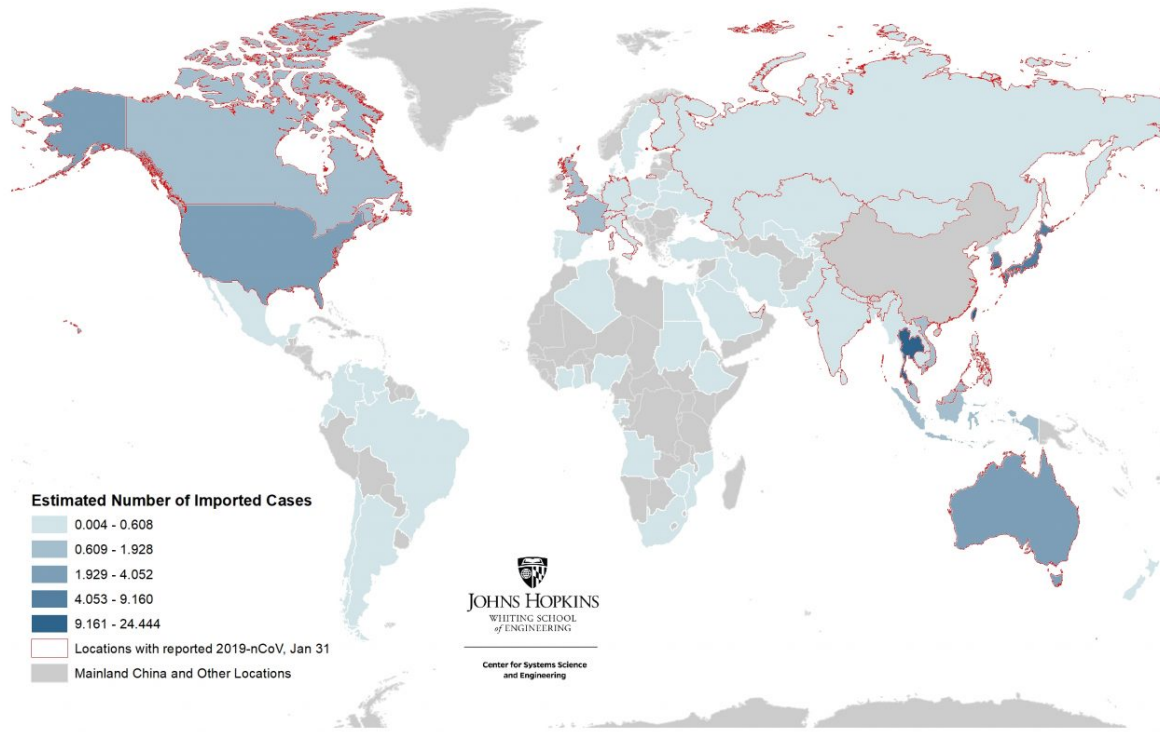 Estimated Number of Imported Cases
0.004 - 0.608
0.609 - 1.928
1.929 - 4.052
4.053 - 9.160
9.161 - 24.444
Locations with reported 2019-nCoV, Jan 31
Mainland China and Other Locations
JOHNS HOPKINS
WHITING SCHOOL
of ENGINEERING
Center for Systems Science
and Engineering